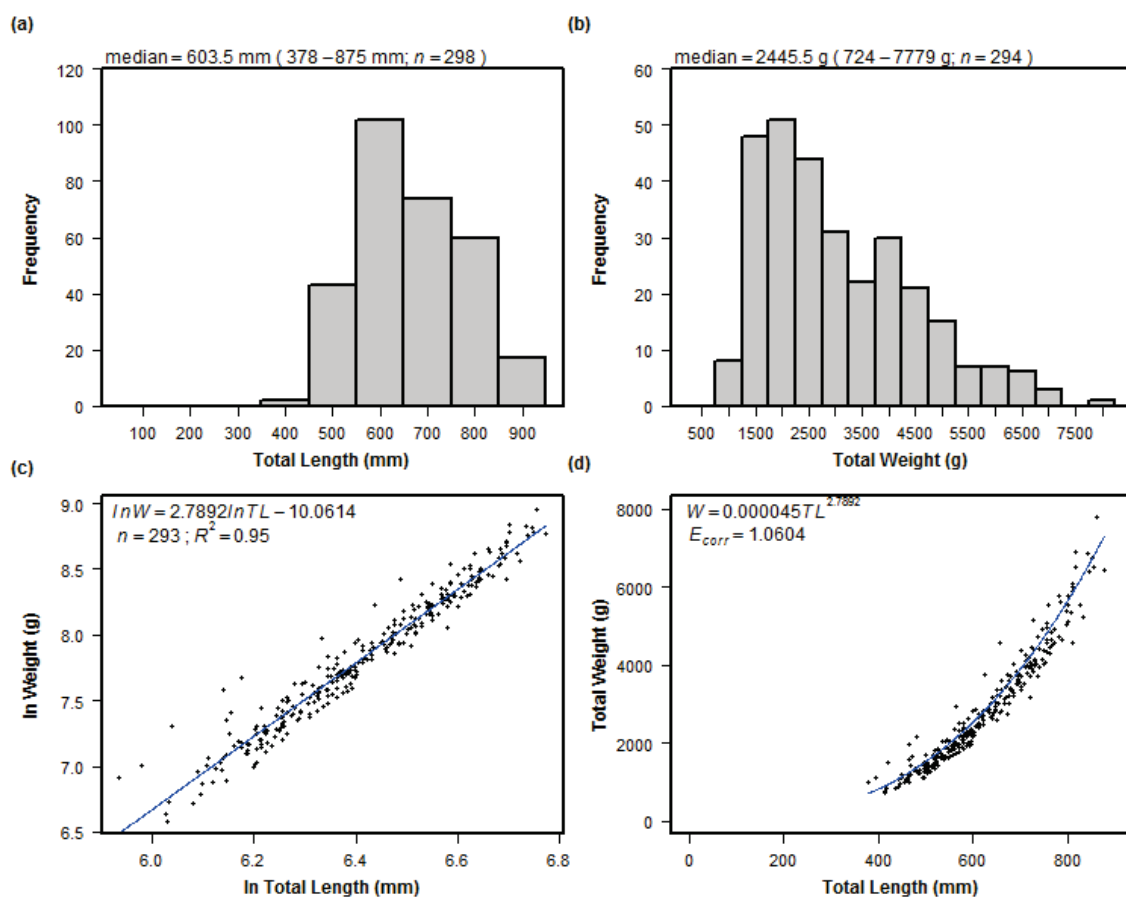 (a)
median = 603.5 mm ( 378 – 875 mm; n = 298 )
120
100
80
60
40
20
0
Frequency
100 200 300 400 500 600 700 800 900
Total Length (mm)
(b)
median = 2445.5 g ( 724 – 7779 g; n = 294 )
60
50
40
30
20
10
0
Frequency
500 1500 2500 3500 4500 5500 6500 7500
Total Weight (g)
(c)
lnW = 2.7892lnTL – 10.0614
n = 293 ; R² = 0.95
9.0
8.5
8.0
7.5
7.0
6.5
ln Weight (g)
6.0 6.2 6.4 6.6 6.8
ln Total Length (mm)
(d)
W = 0.000045TL^2.7892
E_corr = 1.0604
8000
6000
4000
2000
0
Total Weight (g)
0 200 400 600 800
Total Length (mm)